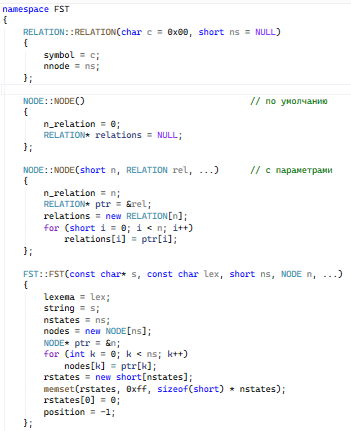 namespace FST
{
    RELATION::RELATION(char c = 0x00, short ns = NULL)
    {
        symbol = c;
        nnode = ns;
    };

    NODE::NODE()                              // по умолчанию
    {
        n_relation = 0;
        RELATION* relations = NULL;
    };

    NODE::NODE(short n, RELATION rel, ...)    // с параметрами
    {
        n_relation = n;
        RELATION* ptr = &rel;
        relations = new RELATION[n];
        for (short i = 0; i < n; i++)
            relations[i] = ptr[i];
    };

    FST::FST(const char* s, const char lex, short ns, NODE n, ...)
    {
        lexema = lex;
        string = s;
        nstates = ns;
        nodes = new NODE[ns];
        NODE* ptr = &n;
        for (int k = 0; k < ns; k++)
            nodes[k] = ptr[k];
        rstates = new short[nstates];
        memset(rstates, 0xff, sizeof(short) * nstates);
        rstates[0] = 0;
        position = -1;
    };